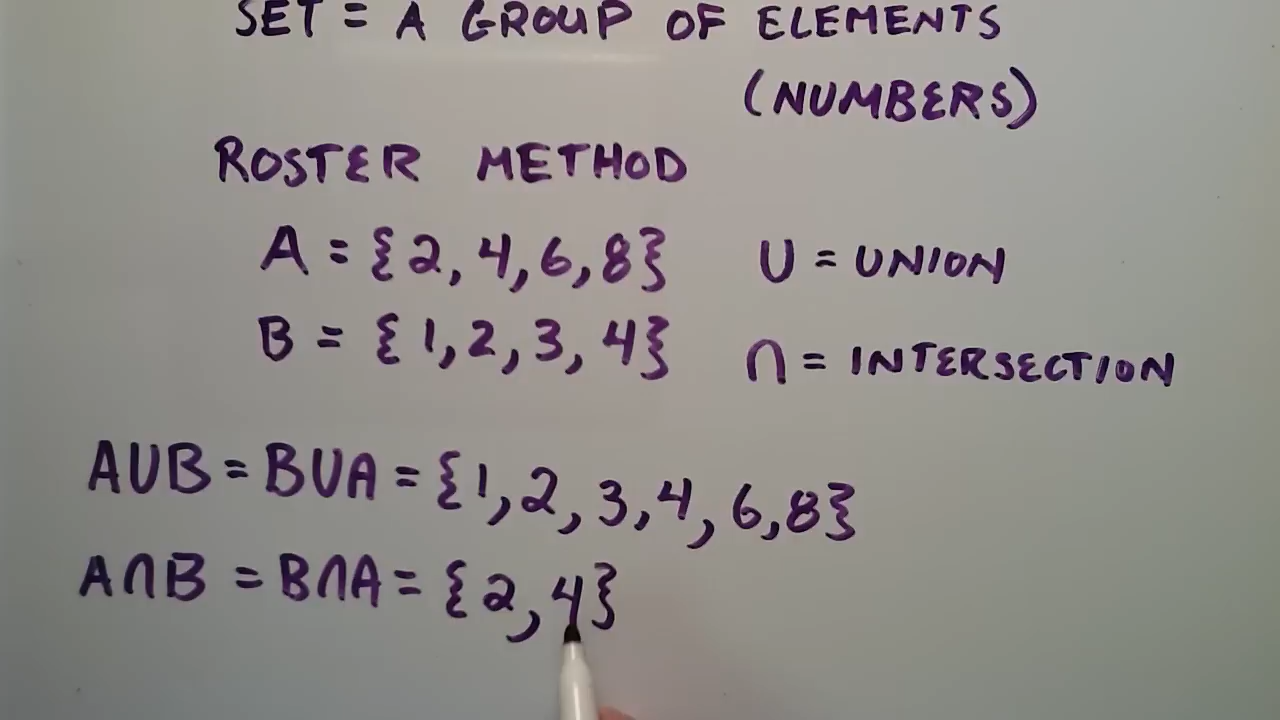 SET = A GROUP OF ELEMENTS
(NUMBERS)
ROSTER METHOD
A = {2, 4, 6, 8} U = UNION
B = {1, 2, 3, 4} ∩ = INTERSECTION
A∪B = B∪A = {1, 2, 3, 4, 6, 8}
A∩B = B∩A = {2, 4}